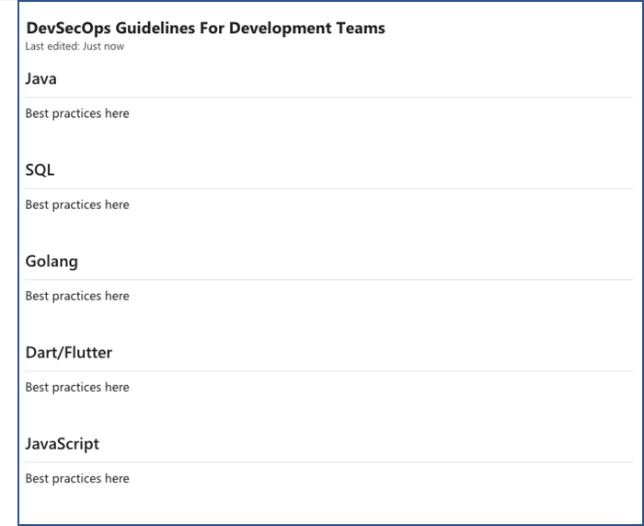 DevSecOps Guidelines For Development Teams
Last edited: Just now
Java
Best practices here
SQL
Best practices here
Golang
Best practices here
Dart/Flutter
Best practices here
JavaScript
Best practices here